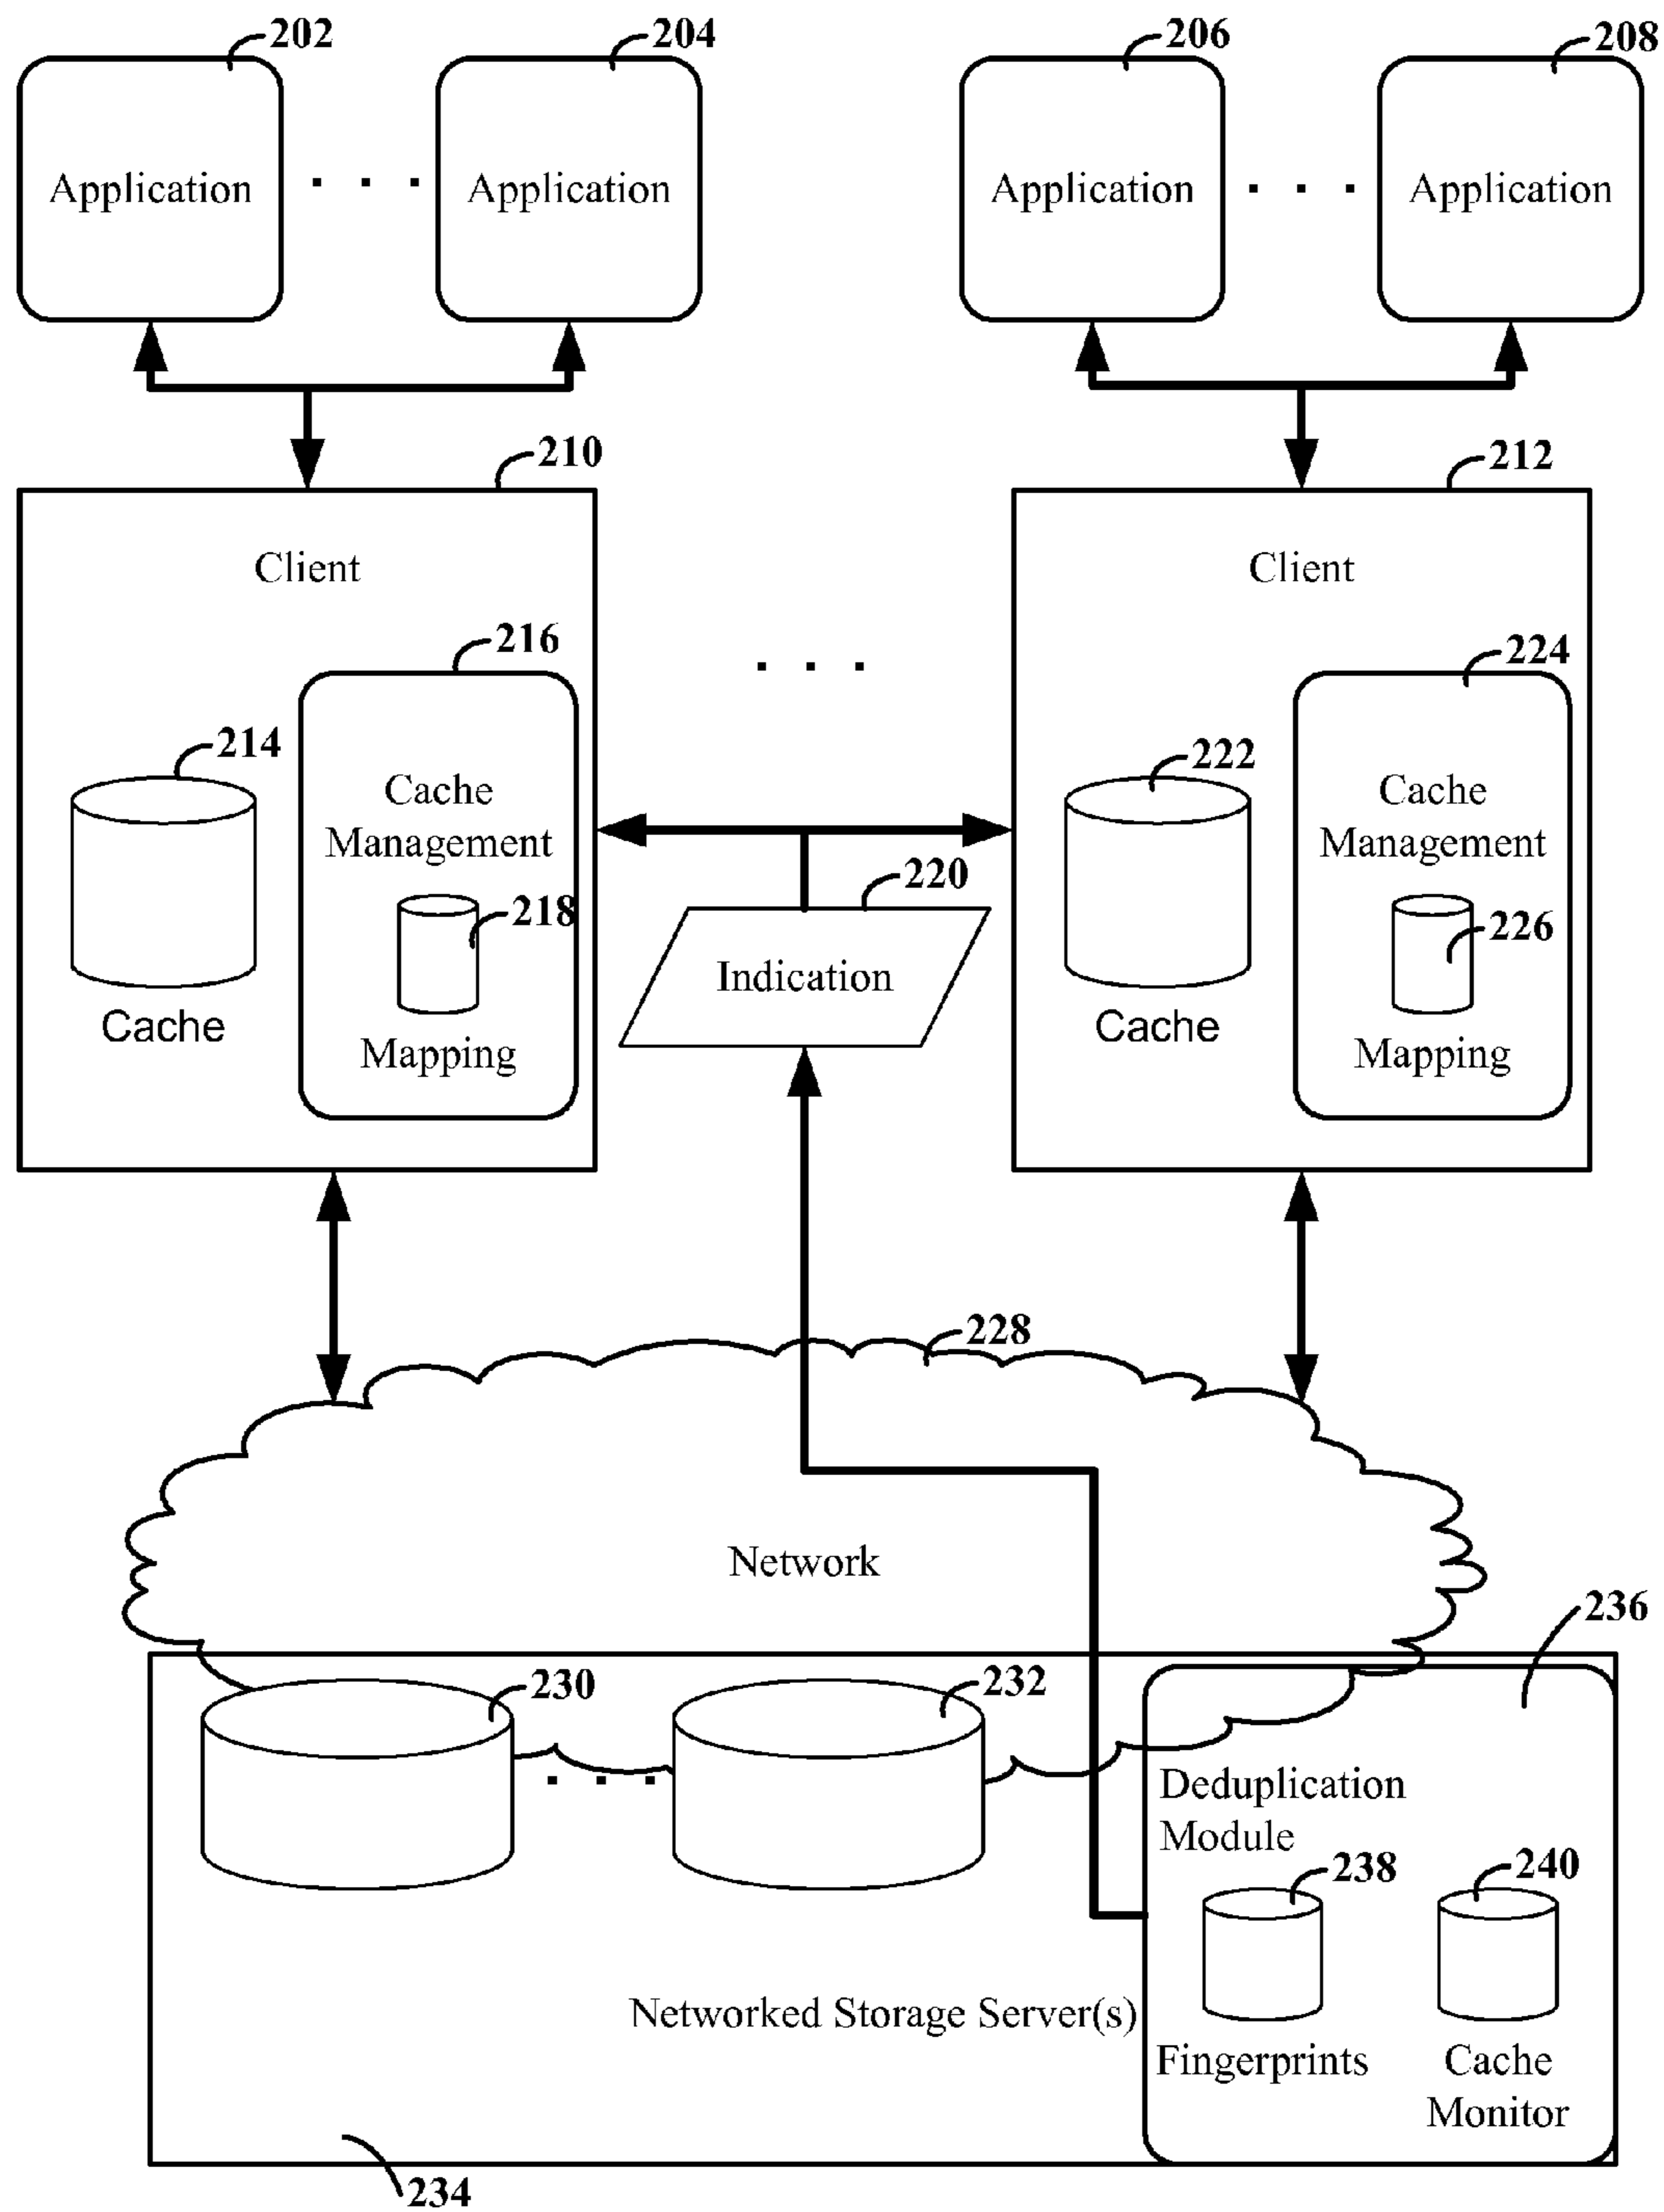 202
204
206
208
Application
Application
Application
Application
210
212
Client
Client
216
224
214
222
Cache
Management
Cache
Management
220
218
226
Indication
Cache
Mapping
Cache
Mapping
228
Network
236
230
232
Deduplication
Module
238
240
Networked Storage Server(s)
Fingerprints
Cache
Monitor
234